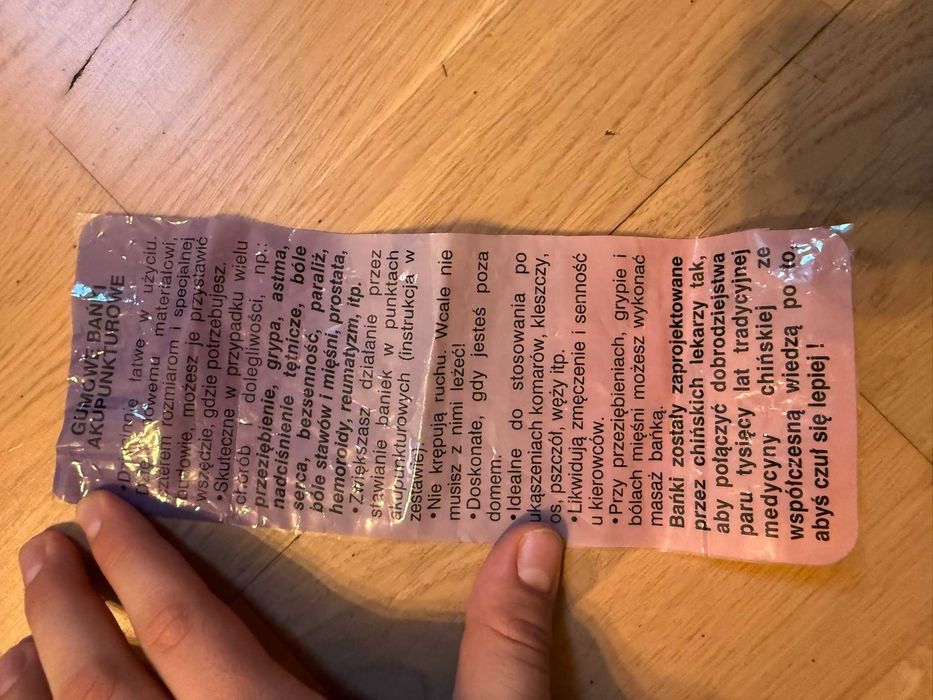 GUMOWE BAŃKI
AKUPUNKTUROWE
łatwe w użyciu.
materiałowi,
rozmiarom i specjalnej
budowie, możesz je przystawić
wszędzie, gdzie potrzebujesz.
•Skuteczne w przypadku wielu
chorób i dolegliwości, np.:
przeziębienie, grypa, astma,
nadciśnienie tętnicze, bóle
serca, bezsenność, paraliż,
bóle stawów i mięśni, prostata,
hemoroidy, reumatyzm, itp.
•Zwiększasz działanie przez
stawianie baniek w punktach
akupunkturowych (instrukcja w
zestawie)
•Nie krępują ruchu. Wcale nie
musisz z nimi leżeć!
•Doskonałe, gdy jesteś poza
domem.
•Idealne do stosowania po
ukąszeniach komarów, kleszczy,
os, pszczół, węży itp.
•Likwidują zmęczenie i senność
u kierowców.
•Przy przeziębieniach, grypie i
bólach mięśni możesz wykonać
masaż bańką.
Bańki zostały zaprojektowane
przez chińskich lekarzy tak,
aby połączyć dobrodziejstwa
paru tysięcy lat tradycyjnej
medycyny chińskiej ze
współczesną wiedzą po to,
abyś czuł się lepiej !